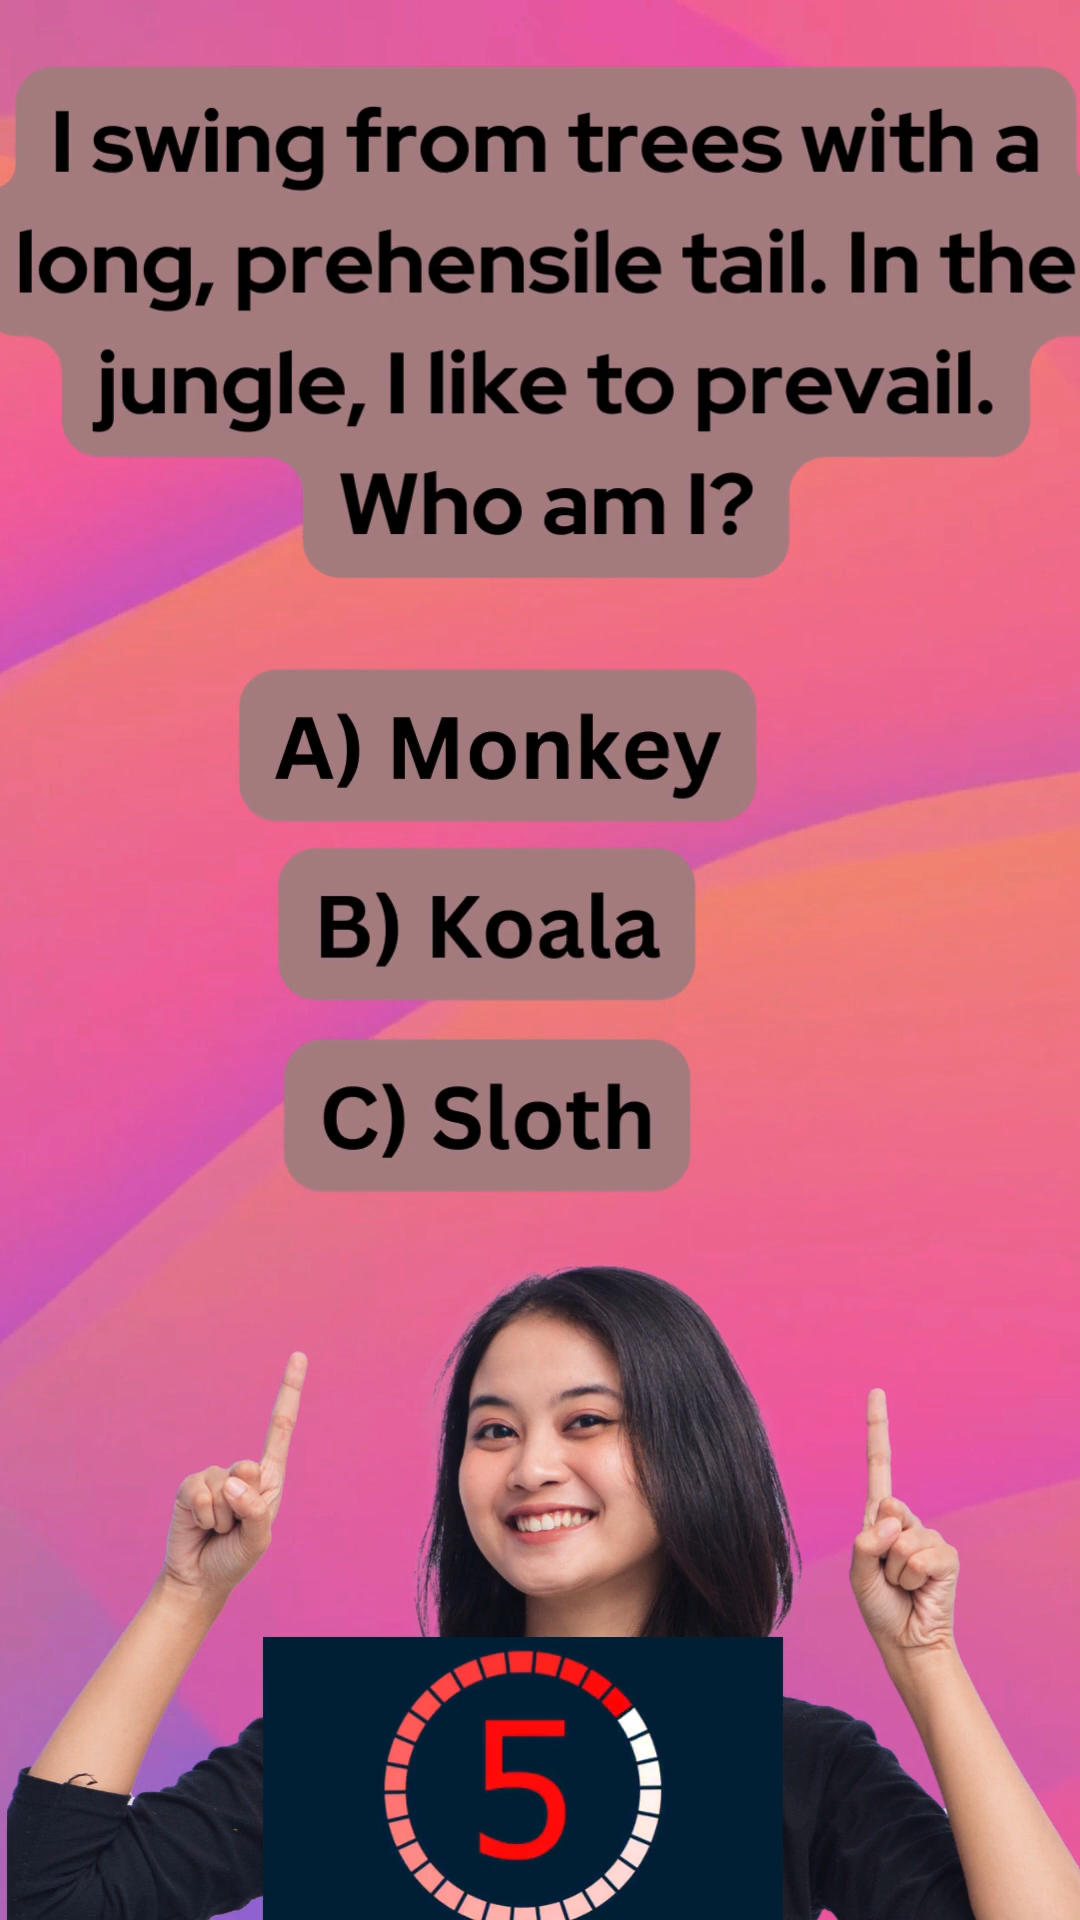 I swing from trees with a
long, prehensile tail. In the
jungle, I like to prevail.
Who am I?
A) Monkey
B) Koala
C) Sloth
5